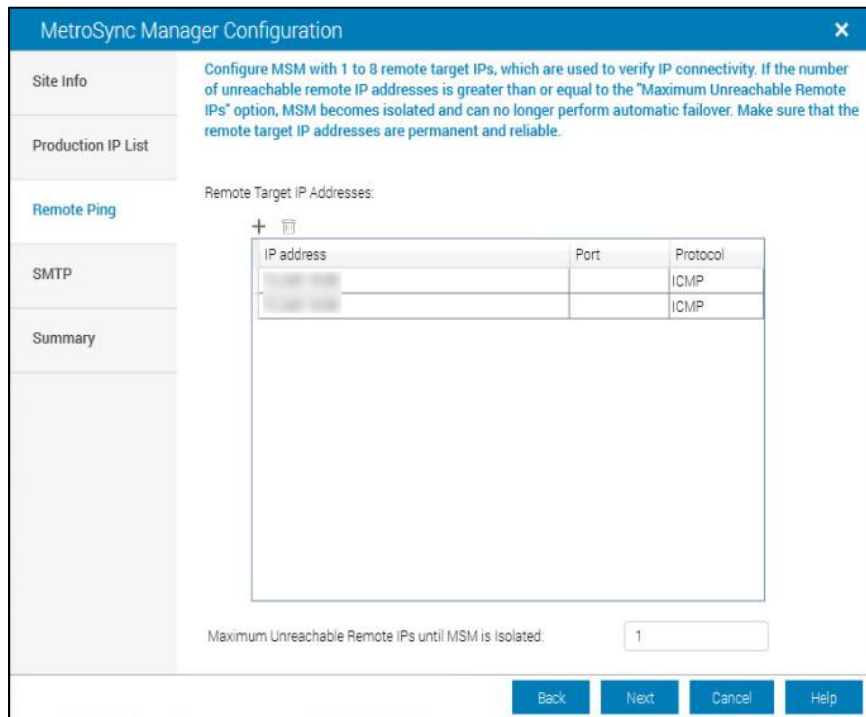 MetroSync Manager Configuration
Site Info
Production IP List
Remote Ping
SMTP
Summary
Configure MSM with 1 to 8 remote target IPs, which are used to verify IP connectivity. If the number
of unreachable remote IP addresses is greater than or equal to the "Maximum Unreachable Remote
IPs" option, MSM becomes isolated and can no longer perform automatic failover. Make sure that the
remote target IP addresses are permanent and reliable.
Remote Target IP Addresses:
IP address Port Protocol
ICMP
ICMP
Maximum Unreachable Remote IPs until MSM is Isolated: 1
Back Next Cancel Help